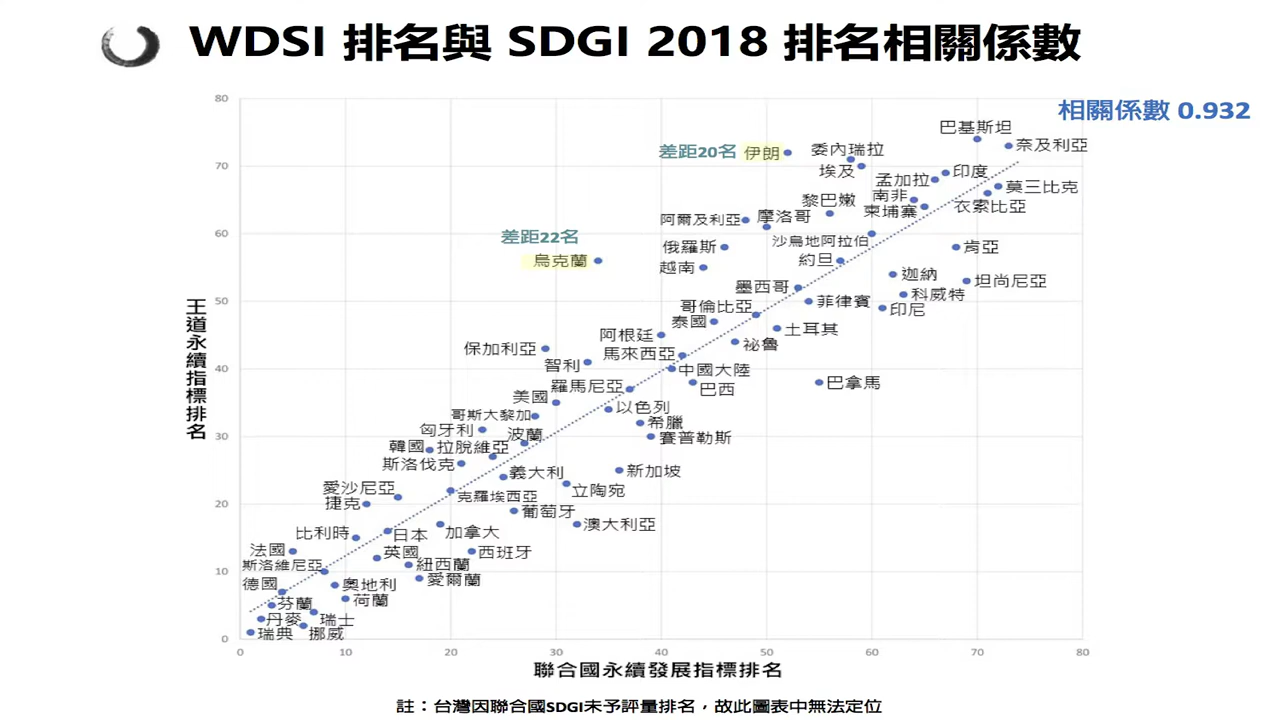 WDSI 排名與 SDGI 2018 排名相關係數
相關係數 0.932
80
巴基斯坦
奈及利亞
差距20名 伊朗
委內瑞拉
埃及
70
孟加拉
印度
南非
莫三比克
黎巴嫩
柬埔寨
衣索比亞
阿爾及利亞
摩洛哥
60
差距22名
烏克蘭
俄羅斯
沙烏地阿拉伯
肯亞
越南
約旦
迦納
坦尚尼亞
墨西哥
科威特
50
哥倫比亞
菲律賓
印尼
泰國
土耳其
阿根廷
祕魯
保加利亞
馬來西亞
智利
40
中國大陸
羅馬尼亞
巴西
巴拿馬
美國
以色列
哥斯大黎加
希臘
匈牙利
波蘭
賽普勒斯
30
韓國
拉脫維亞
斯洛伐克
義大利
新加坡
愛沙尼亞
克羅埃西亞
立陶宛
捷克
20
葡萄牙
比利時
日本
加拿大
澳大利亞
法國
英國
西班牙
斯洛維尼亞
紐西蘭
10
德國
奧地利
愛爾蘭
芬蘭
荷蘭
丹麥
瑞士
瑞典
挪威
0
王道永續指標排名
0 10 20 30 40 50 60 70 80
聯合國永續發展指標排名
註：台灣因聯合國SDGI未予評量排名，故此圖表中無法定位